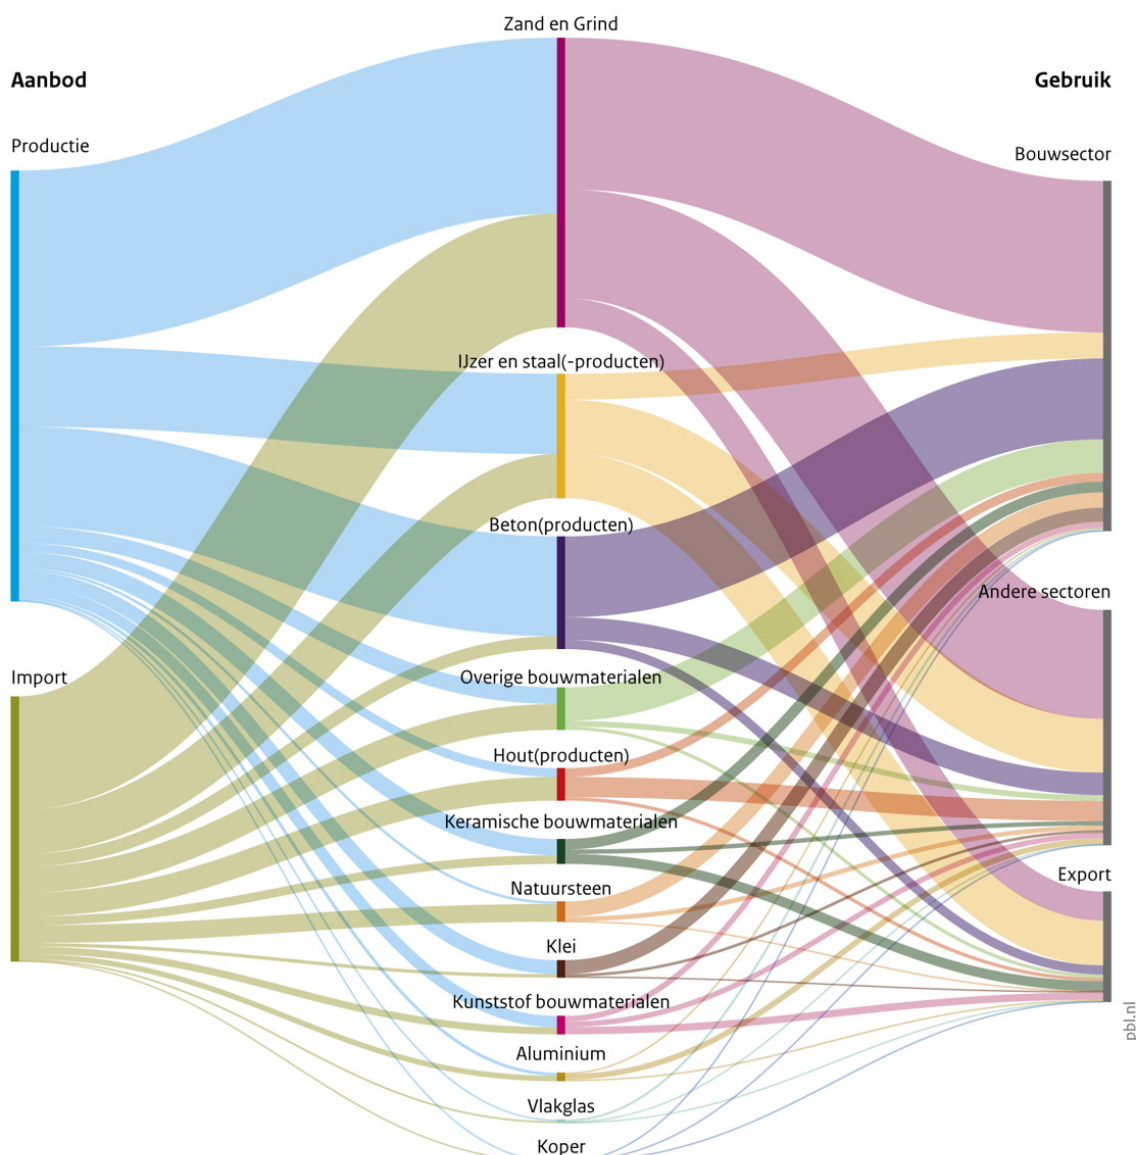 Zand en Grind
Aanbod
Gebruik
Productie
Bouwsector
IJzer en staal(-producten)
Beton(producten)
Andere sectoren
Import
Overige bouwmaterialen
Hout(producten)
Keramische bouwmaterialen
Export
Natuursteen
Klei
Kunststof bouwmaterialen
pbl.nl
Aluminium
Vlakglas
Koper